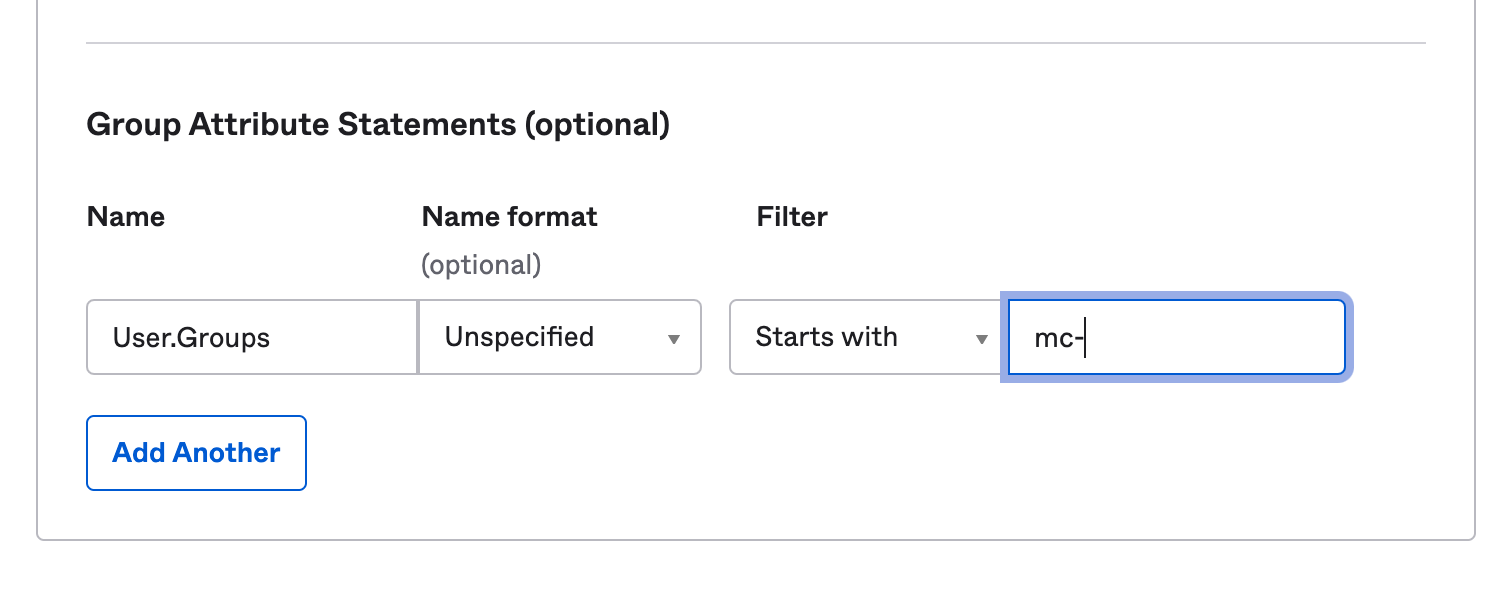 Group Attribute Statements (optional)
Name Name format Filter
(optional)
User.Groups Unspecified Starts with mc-
Add Another